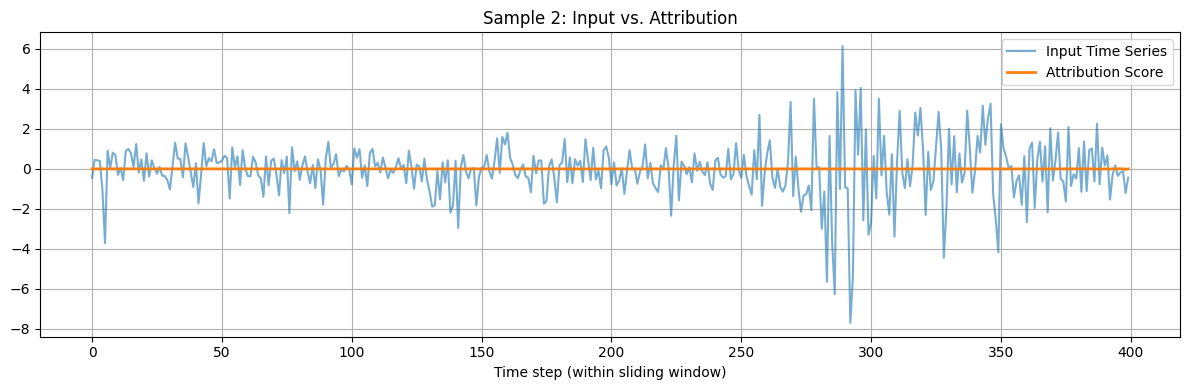 Sample 2: Input vs. Attribution
Input Time Series
Attribution Score
6
4
2
0
−2
−4
−6
−8
0 50 100 150 200 250 300 350 400
Time step (within sliding window)